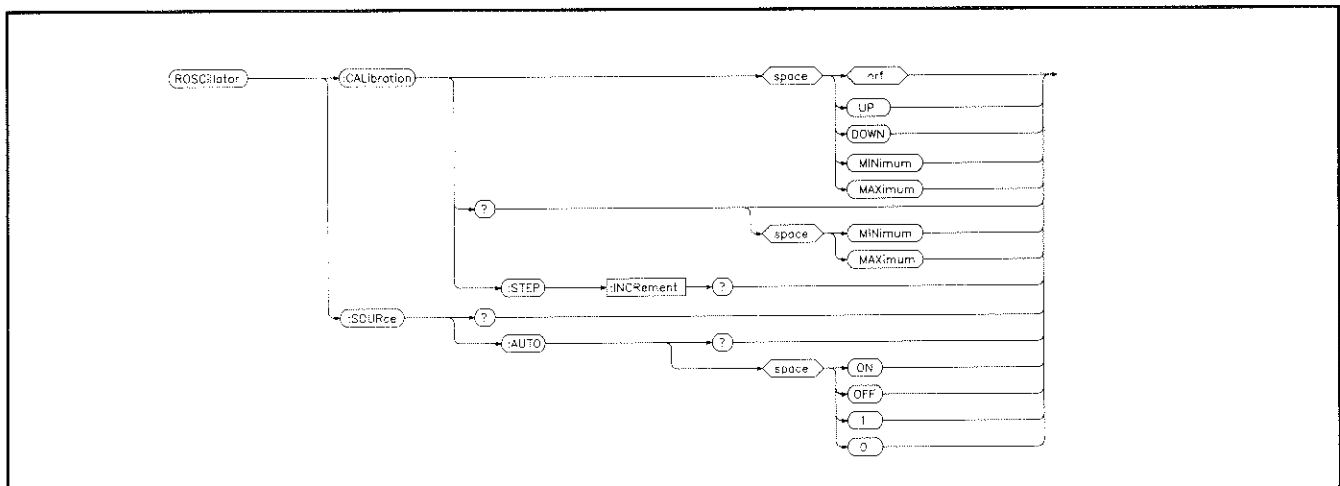 ROSCillator :CALibration space nrf
UP
DOWN
MINimum
MAXimum
?
space MINimum
MAXimum
:STEP :INCRement ?
:SOURce ?
:AUTO ?
space ON
OFF
1
0